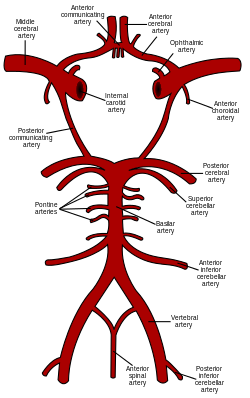 Anterior
communicating
artery
Anterior
cerebral
artery
Middle
cerebral
artery
Ophthalmic
artery
Internal
carotid
artery
Anterior
choroidal
artery
Posterior
communicating
artery
Posterior
cerebral
artery
Superior
cerebellar
artery
Pontine
arteries
Basilar
artery
Anterior
inferior
cerebellar
artery
Vertebral
artery
Anterior
spinal
artery
Posterior
inferior
cerebellar
artery